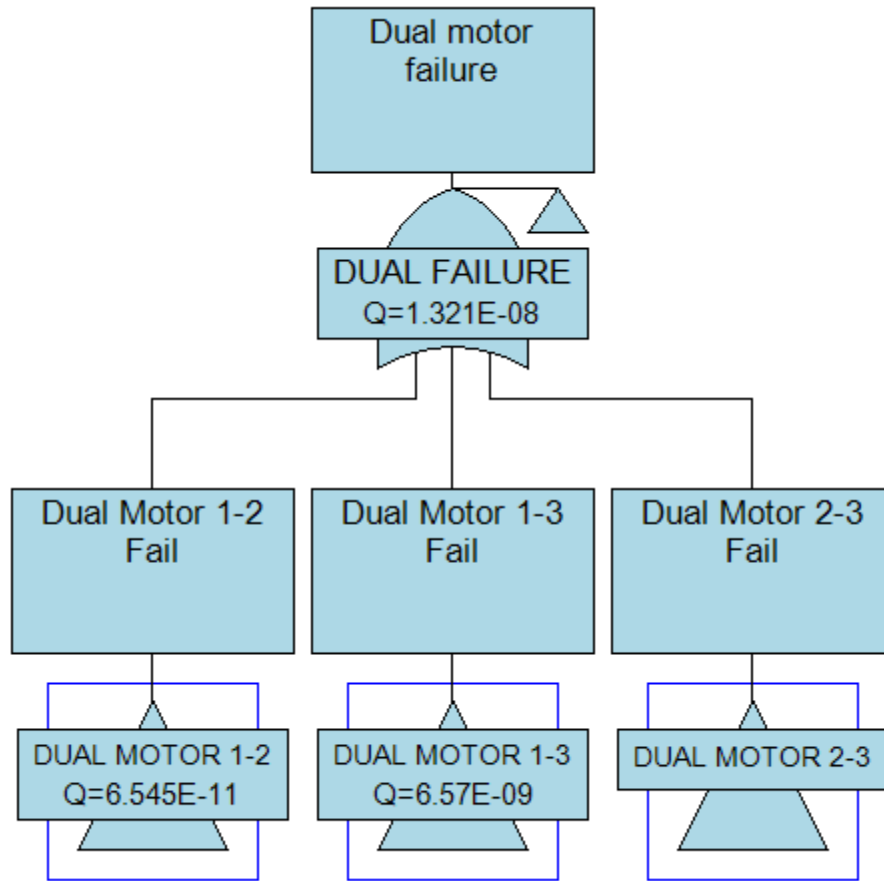 Dual motor
failure
DUAL FAILURE
Q=1.321E-08
Dual Motor 1-2
Fail
Dual Motor 1-3
Fail
Dual Motor 2-3
Fail
DUAL MOTOR 1-2
Q=6.545E-11
DUAL MOTOR 1-3
Q=6.57E-09
DUAL MOTOR 2-3